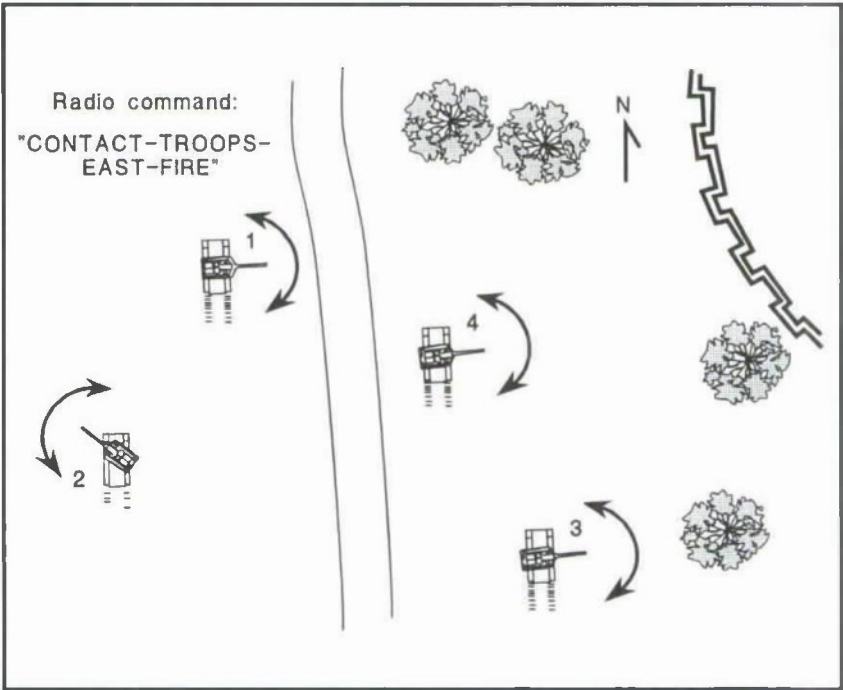 Radio command:
"CONTACT-TROOPS-
EAST-FIRE"
N
1
4
2
3